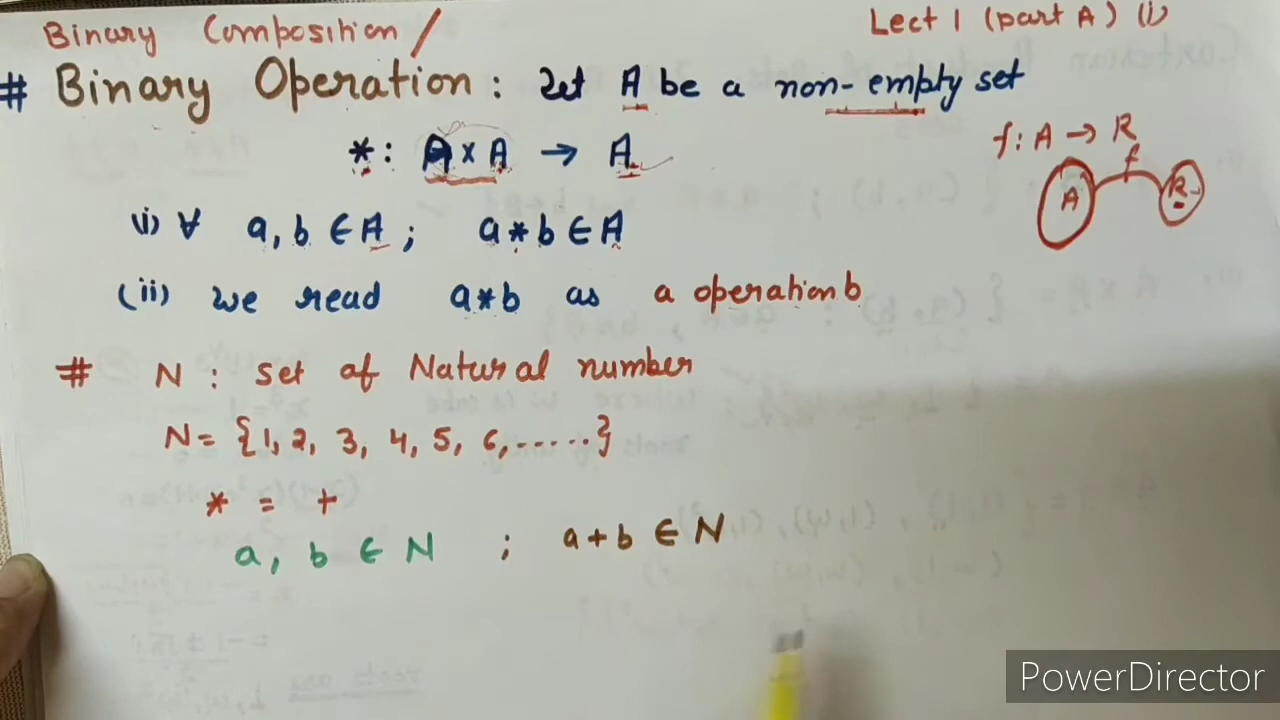 Binary Composition /
Lect 1 (part A) (i)
# Binary Operation : Let A be a non-empty set
* : A × A → A
f : A → R
f
A
R
(i) ∀ a, b ∈ A ; a * b ∈ A
(ii) we read a * b as a operation b
# N : set of Natural number
N = {1, 2, 3, 4, 5, 6, .....}
* = +
a, b ∈ N ; a + b ∈ N
PowerDirector